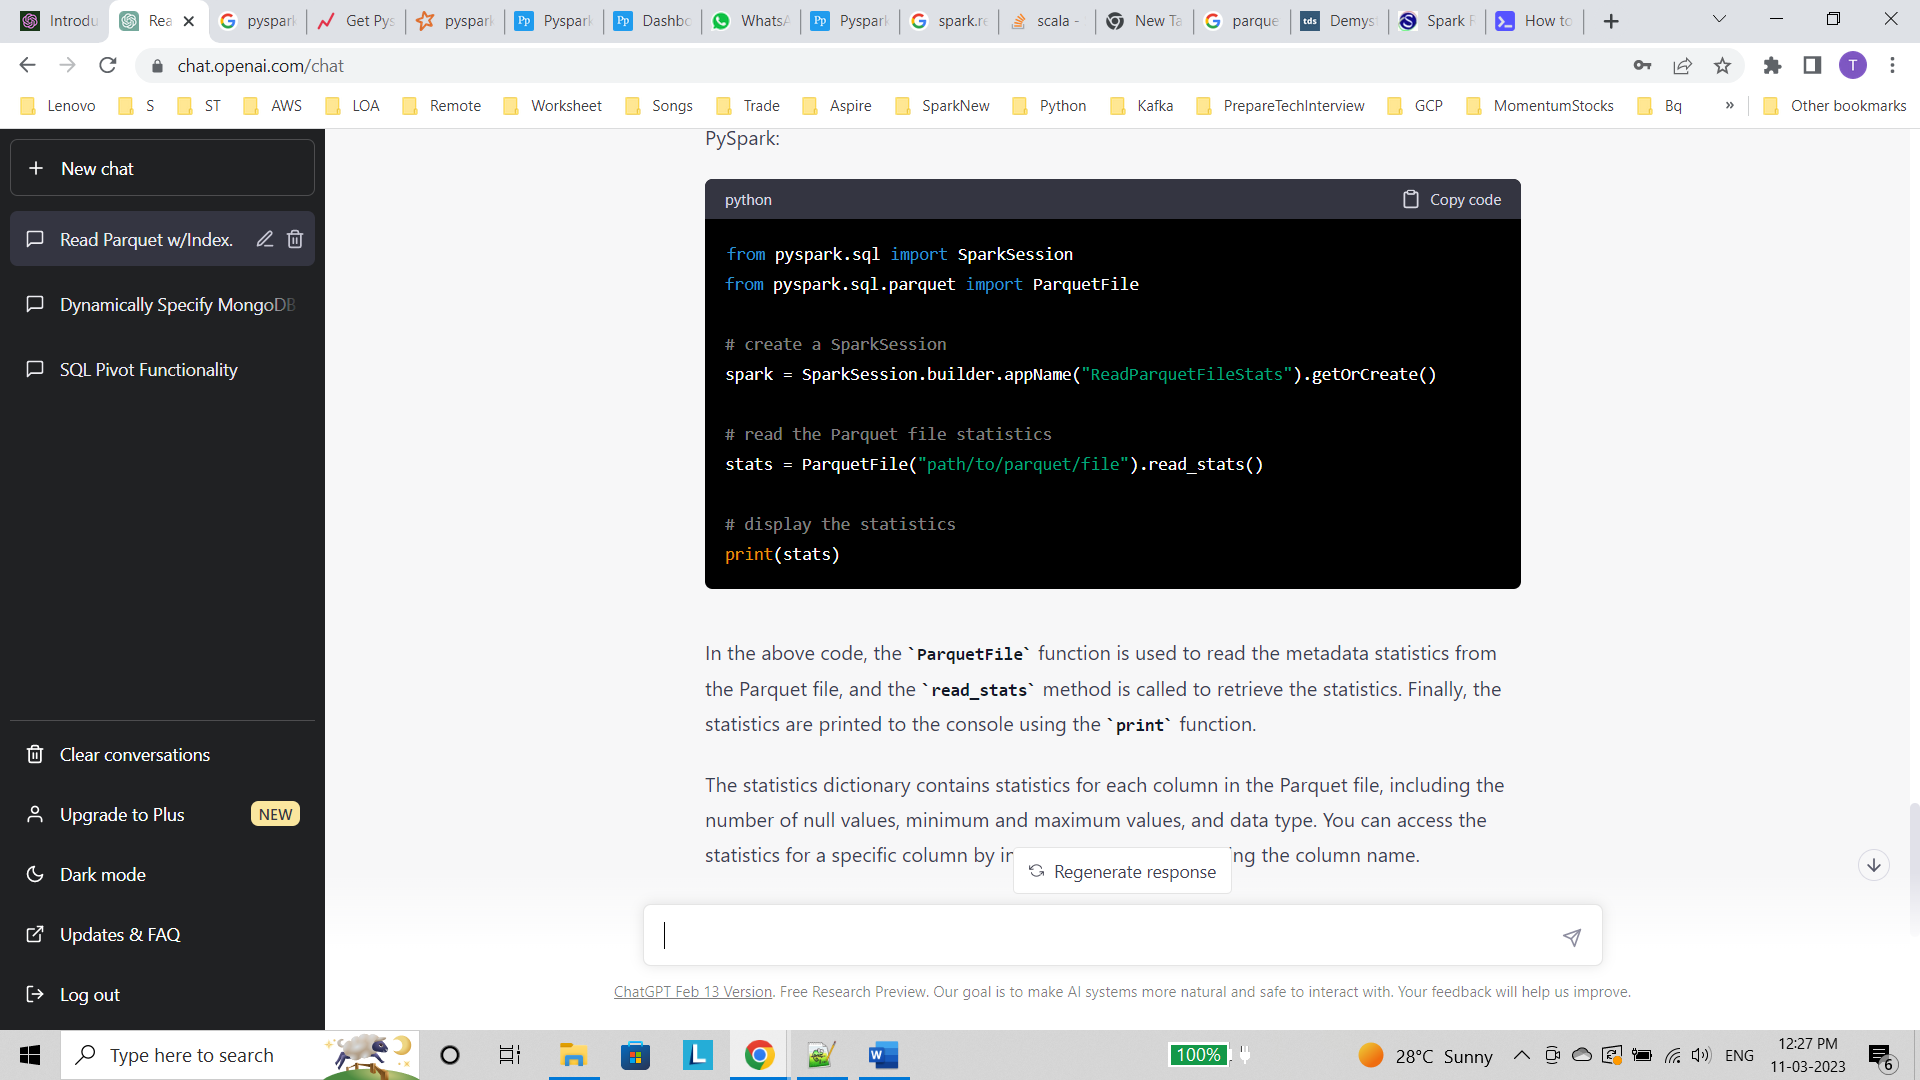 Introdu
Rea
pyspark
Get Pys
pyspark
Pyspark
Dashbo
WhatsA
Pyspark
spark.re
scala -
New Ta
parque
Demyst
Spark P
How to
chat.openai.com/chat
T
Lenovo S ST AWS LOA Remote Worksheet Songs Trade Aspire SparkNew Python Kafka PrepareTechInterview GCP MomentumStocks Bq » Other bookmarks
New chat
Read Parquet w/Index.
Dynamically Specify MongoDB
SQL Pivot Functionality
Clear conversations
Upgrade to Plus NEW
Dark mode
Updates & FAQ
Log out
PySpark:
python Copy code
from pyspark.sql import SparkSession
from pyspark.sql.parquet import ParquetFile
# create a SparkSession
spark = SparkSession.builder.appName("ReadParquetFileStats").getOrCreate()
# read the Parquet file statistics
stats = ParquetFile("path/to/parquet/file").read_stats()
# display the statistics
print(stats)
In the above code, the `ParquetFile` function is used to read the metadata statistics from
the Parquet file, and the `read_stats` method is called to retrieve the statistics. Finally, the
statistics are printed to the console using the `print` function.
The statistics dictionary contains statistics for each column in the Parquet file, including the
number of null values, minimum and maximum values, and data type. You can access the
statistics for a specific column by in ng the column name.
Regenerate response
ChatGPT Feb 13 Version. Free Research Preview. Our goal is to make AI systems more natural and safe to interact with. Your feedback will help us improve.
Type here to search
L
W
100%
28°C Sunny
ENG
12:27 PM
11-03-2023
6